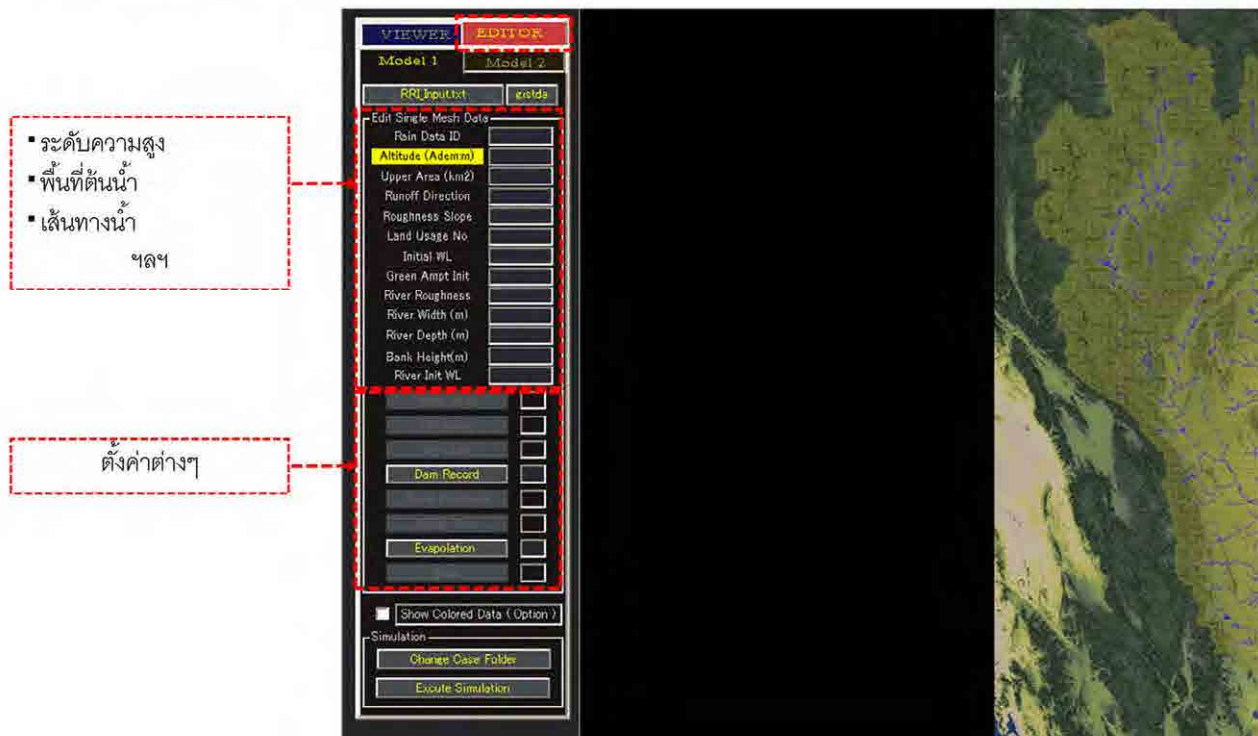 VIEWER EDITOR
Model 1 Model 2
RRI_Input.txt gistda
Edit Single Mesh Data
Rain Data ID
Altitude (Adem:m)
Upper Area (km2)
Runoff Direction
Roughness Slope
Land Usage No
Initial WL
Green Ampt Init
River Roughness
River Width (m)
River Depth (m)
Bank Height(m)
River Init WL
Dam Record
Evapolation
Show Colored Data ( Option )
Simulation
Change Case Folder
Excute Simulation
▪ ระดับความสูง
▪ พื้นที่ต้นน้ำ
▪ เส้นทางน้ำ
ฯลฯ
ตั้งค่าต่างๆ